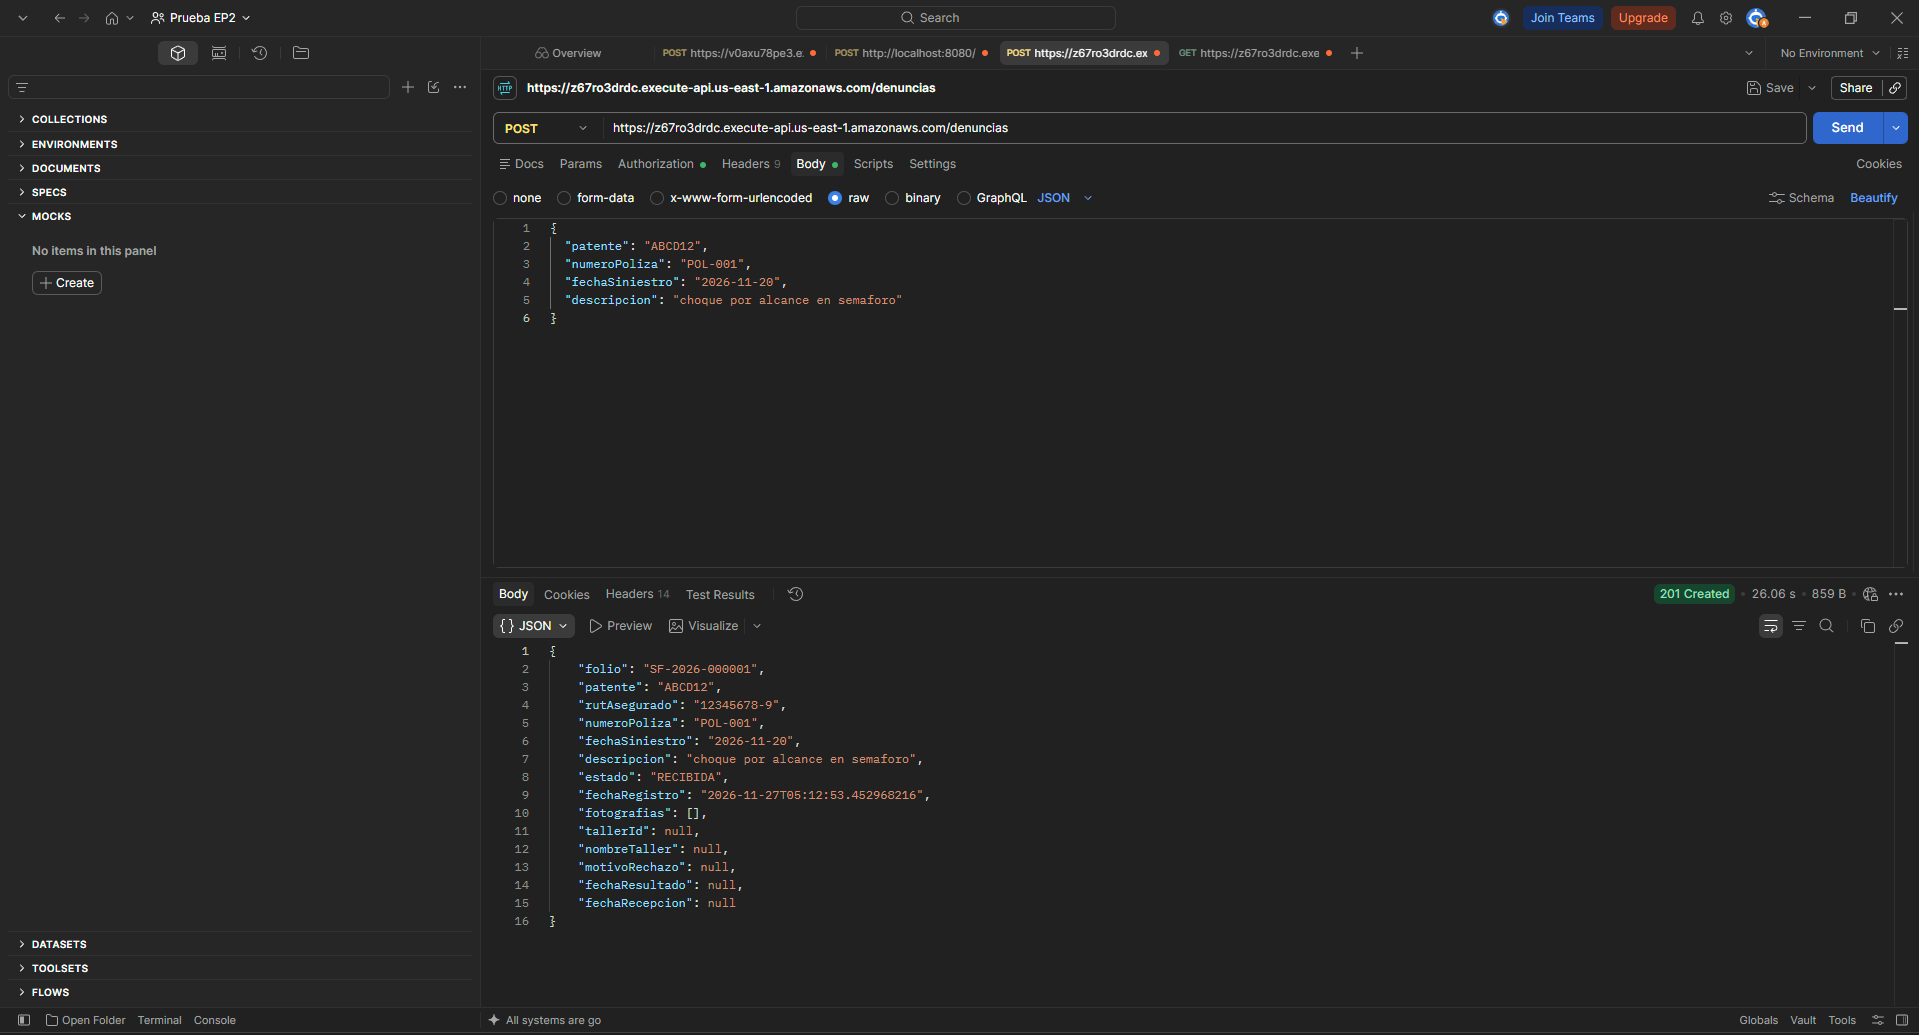 Prueba EP2
Search
Join Teams
Upgrade
Overview
POST https://v0axu78pe3.e
POST http://localhost:8080/
POST https://z67ro3drdc.ex
GET https://z67ro3drdc.exe
No Environment
HTTP https://z67ro3drdc.execute-api.us-east-1.amazonaws.com/denuncias
Save
Share
COLLECTIONS
ENVIRONMENTS
DOCUMENTS
SPECS
MOCKS
No items in this panel
Create
POST
https://z67ro3drdc.execute-api.us-east-1.amazonaws.com/denuncias
Send
Docs Params Authorization Headers 9 Body Scripts Settings
Cookies
none form-data x-www-form-urlencoded raw binary GraphQL JSON
Schema Beautify
1 {
2 "patente": "ABCD12",
3 "numeroPoliza": "POL-001",
4 "fechaSiniestro": "2026-11-20",
5 "descripcion": "choque por alcance en semaforo"
6 }
Body Cookies Headers 14 Test Results
201 Created 26.06 s 859 B
{} JSON Preview Visualize
1 {
2 "folio": "SF-2026-000001",
3 "patente": "ABCD12",
4 "rutAsegurado": "12345678-9",
5 "numeroPoliza": "POL-001",
6 "fechaSiniestro": "2026-11-20",
7 "descripcion": "choque por alcance en semaforo",
8 "estado": "RECIBIDA",
9 "fechaRegistro": "2026-11-27T05:12:53.452968216",
10 "fotografias": [],
11 "tallerId": null,
12 "nombreTaller": null,
13 "motivoRechazo": null,
14 "fechaResultado": null,
15 "fechaRecepcion": null
16 }
DATASETS
TOOLSETS
FLOWS
Open Folder Terminal Console
All systems are go
Globals Vault Tools